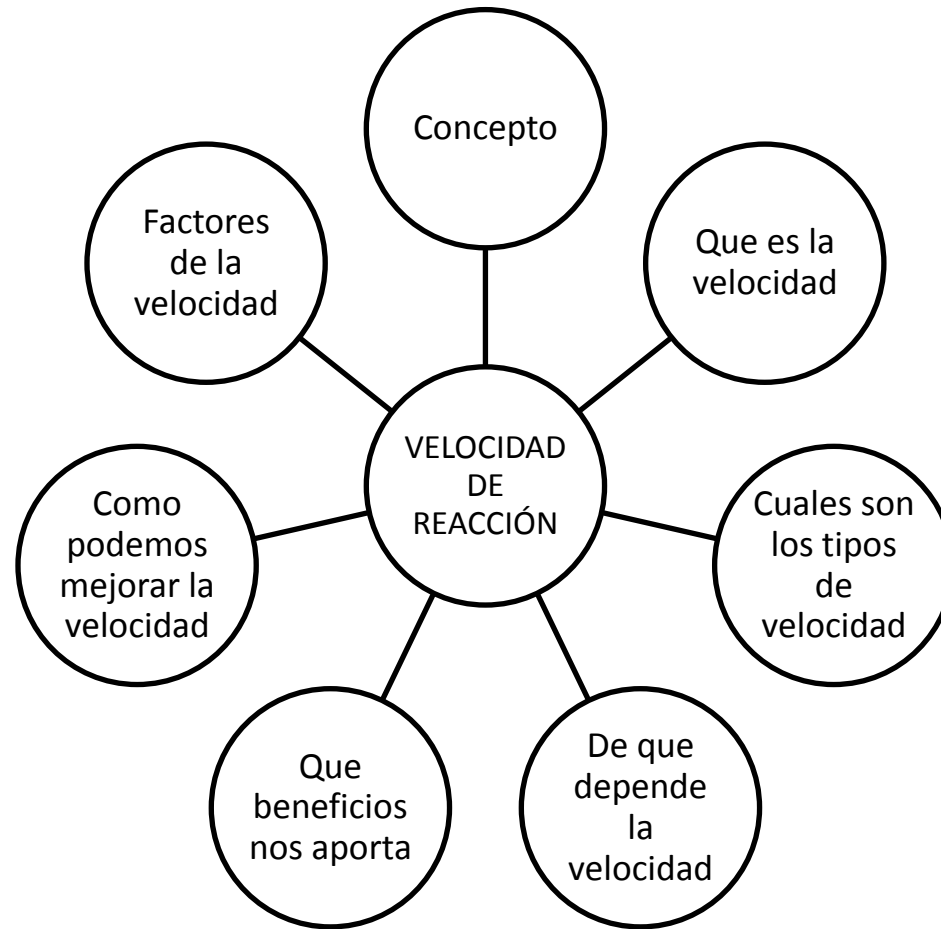 Concepto
Factores
de la
velocidad
Que es la
velocidad
VELOCIDAD
DE
REACCIÓN
Como
podemos
mejorar la
velocidad
Cuales son
los tipos
de
velocidad
Que
beneficios
nos aporta
De que
depende
la
velocidad